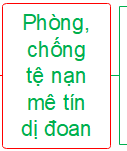 Phòng,
chống
tệ nạn
mê tín
dị đoan